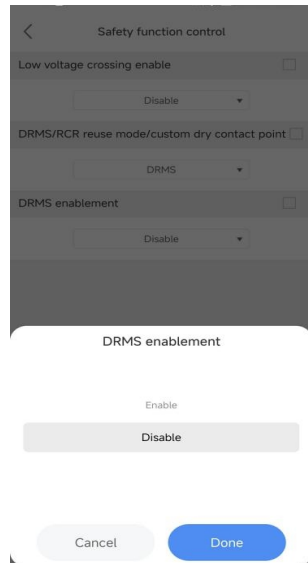 Safety function control
Low voltage crossing enable
Disable
DRMS/RCR reuse mode/custom dry contact point
DRMS
DRMS enablement
Disable
DRMS enablement
Enable
Disable
Cancel
Done